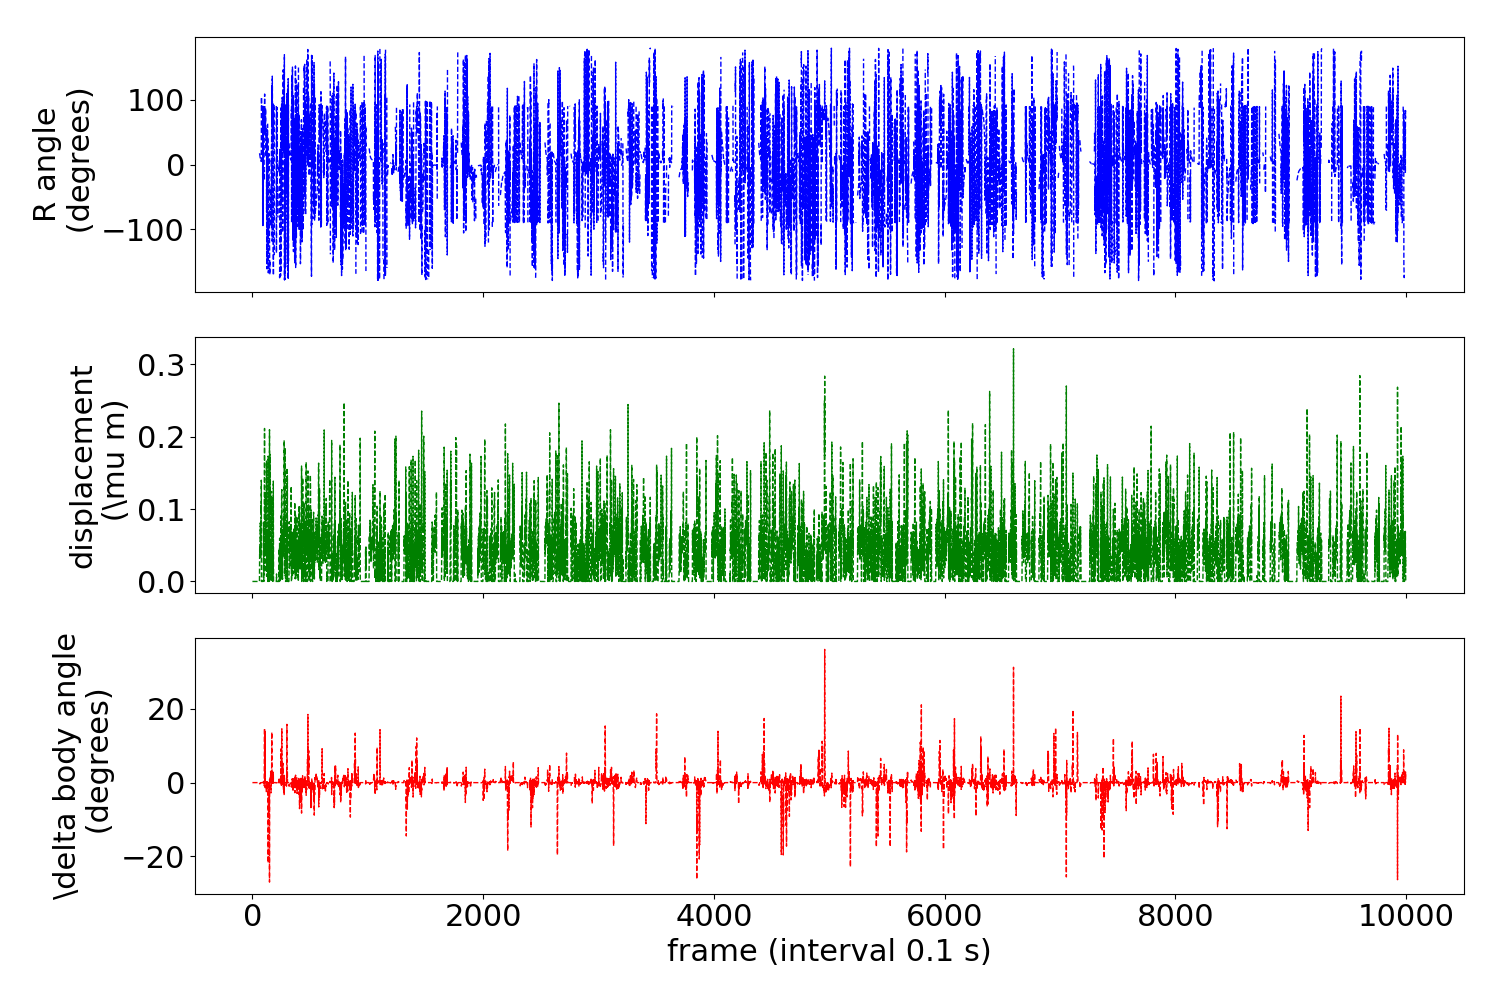 R angle
(degrees)
100
0
−100
displacement
(\mu m)
0.3
0.2
0.1
0.0
\delta body angle
(degrees)
20
0
−20
0 2000 4000 6000 8000 10000
frame (interval 0.1 s)